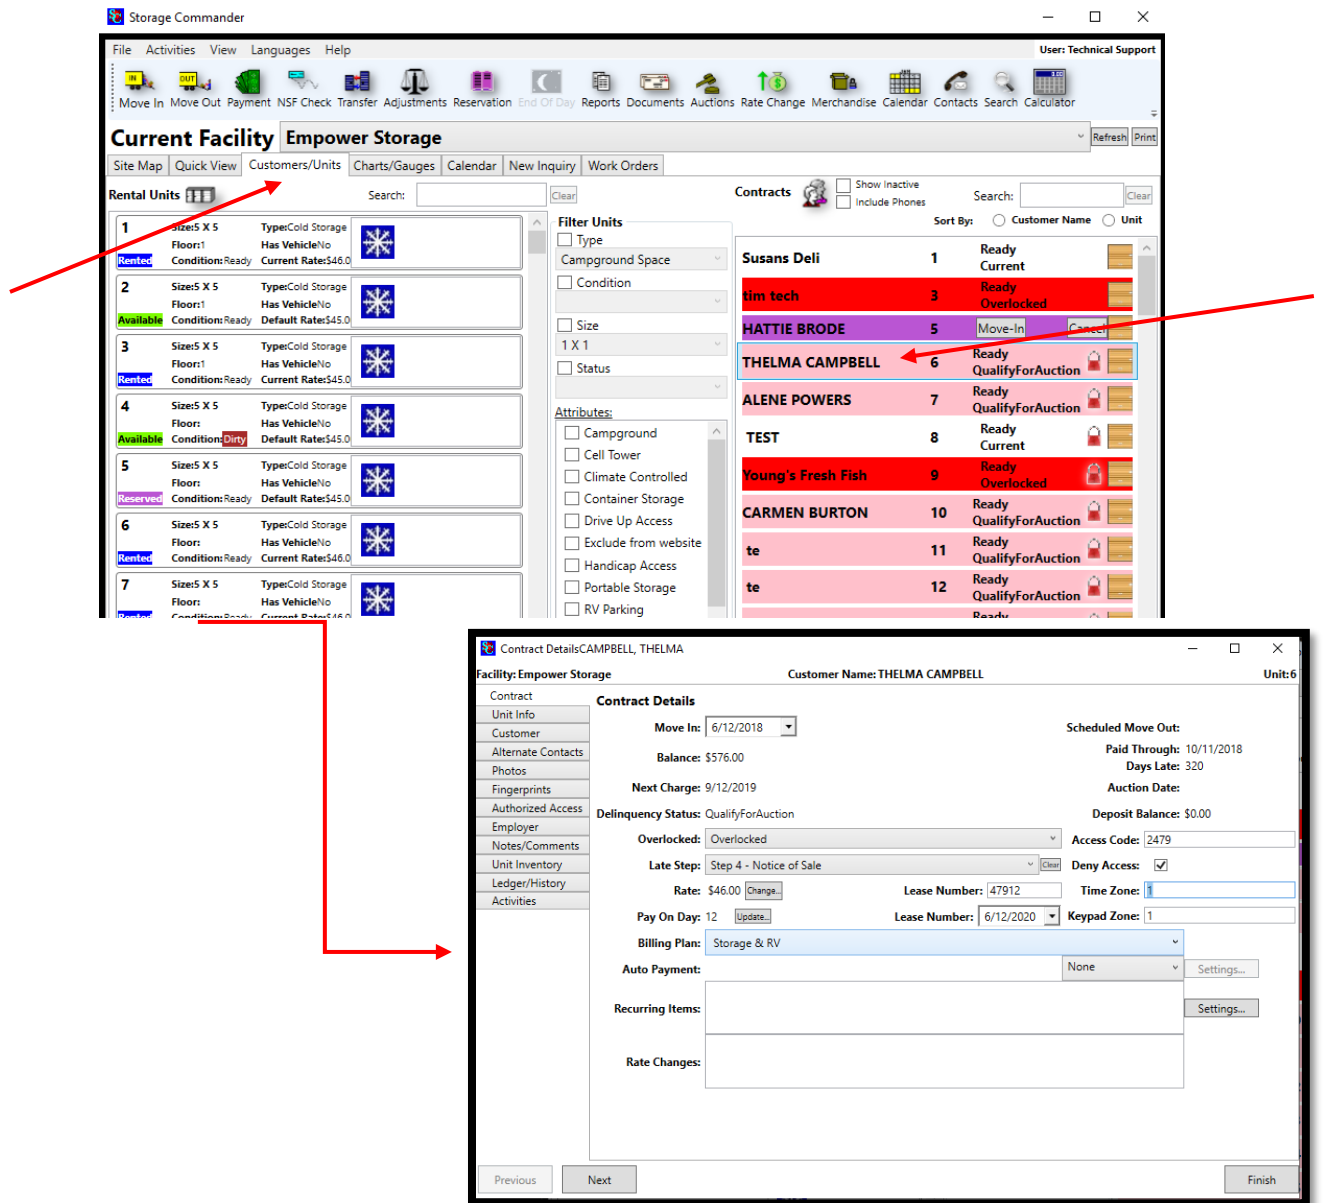 Storage Commander
File Activities View Languages Help
User: Technical Support
IN OUT
Move In Move Out Payment NSF Check Transfer Adjustments Reservation End Of Day Reports Documents Auctions Rate Change Merchandise Calendar Contacts Search Calculator
Current Facility Empower Storage Refresh Print
Site Map Quick View Customers/Units Charts/Gauges Calendar New Inquiry Work Orders
Rental Units Search: Clear
1 Size:5 X 5 Type:Cold Storage
Floor:1 Has VehicleNo
Rented Condition:Ready Current Rate:$46.0
2 Size:5 X 5 Type:Cold Storage
Floor:1 Has VehicleNo
Available Condition:Ready Default Rate:$45.0
3 Size:5 X 5 Type:Cold Storage
Floor:1 Has VehicleNo
Rented Condition:Ready Current Rate:$45.0
4 Size:5 X 5 Type:Cold Storage
Floor: Has VehicleNo
Available Condition:Dirty Default Rate:$45.0
5 Size:5 X 5 Type:Cold Storage
Floor: Has VehicleNo
Reserved Condition:Ready Default Rate:$45.0
6 Size:5 X 5 Type:Cold Storage
Floor: Has VehicleNo
Rented Condition:Ready Current Rate:$46.0
7 Size:5 X 5 Type:Cold Storage
Floor: Has VehicleNo
Rented Condition:Ready Current Rate:$46.0
Filter Units
Type
Campground Space
Condition
Size
1 X 1
Status
Attributes:
Campground
Cell Tower
Climate Controlled
Container Storage
Drive Up Access
Exclude from website
Handicap Access
Portable Storage
RV Parking
Contracts Show Inactive
Include Phones
Search: Clear
Sort By: Customer Name Unit
Susans Deli 1 Ready
Current
tim tech 3 Ready
Overlocked
HATTIE BRODE 5 Move-In Cancel
THELMA CAMPBELL 6 Ready
QualifyForAuction
ALENE POWERS 7 Ready
QualifyForAuction
TEST 8 Ready
Current
Young's Fresh Fish 9 Ready
Overlocked
CARMEN BURTON 10 Ready
QualifyForAuction
te 11 Ready
QualifyForAuction
te 12 Ready
QualifyForAuction
Ready
Contract DetailsCAMPBELL, THELMA
Facility: Empower Storage Customer Name: THELMA CAMPBELL Unit:6
Contract
Unit Info
Customer
Alternate Contacts
Photos
Fingerprints
Authorized Access
Employer
Notes/Comments
Unit Inventory
Ledger/History
Activities
Contract Details
Move In: 6/12/2018 Scheduled Move Out:
Paid Through: 10/11/2018
Balance: $576.00
Days Late: 320
Next Charge: 9/12/2019 Auction Date:
Delinquency Status: QualifyForAuction Deposit Balance: $0.00
Overlocked: Overlocked Access Code: 2479
Late Step: Step 4 - Notice of Sale Clear Deny Access:
Rate: $46.00 Change... Lease Number: 47912 Time Zone: 1
Pay On Day: 12 Update... Lease Number: 6/12/2020 Keypad Zone: 1
Billing Plan: Storage & RV
Auto Payment: None Settings...
Recurring Items: Settings...
Rate Changes:
Previous Next Finish